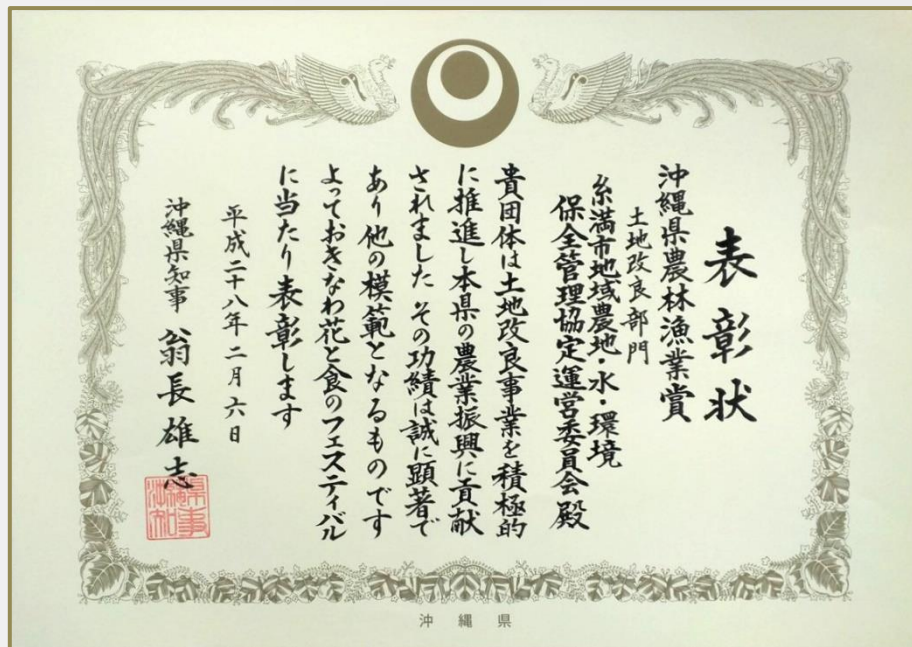 表彰状
沖縄県農林漁業賞
土地改良部門
糸満市地域農地・水・環境
保全管理協定運営委員会殿
貴団体は土地改良事業を積極的
に推進し本県の農業振興に貢献
されました その功績は誠に顕著で
あり他の模範となるものです
よっておきなわ花と食のフェスティバル
に当たり表彰します
平成二十八年二月六日
沖縄県知事 翁長雄志
沖縄県